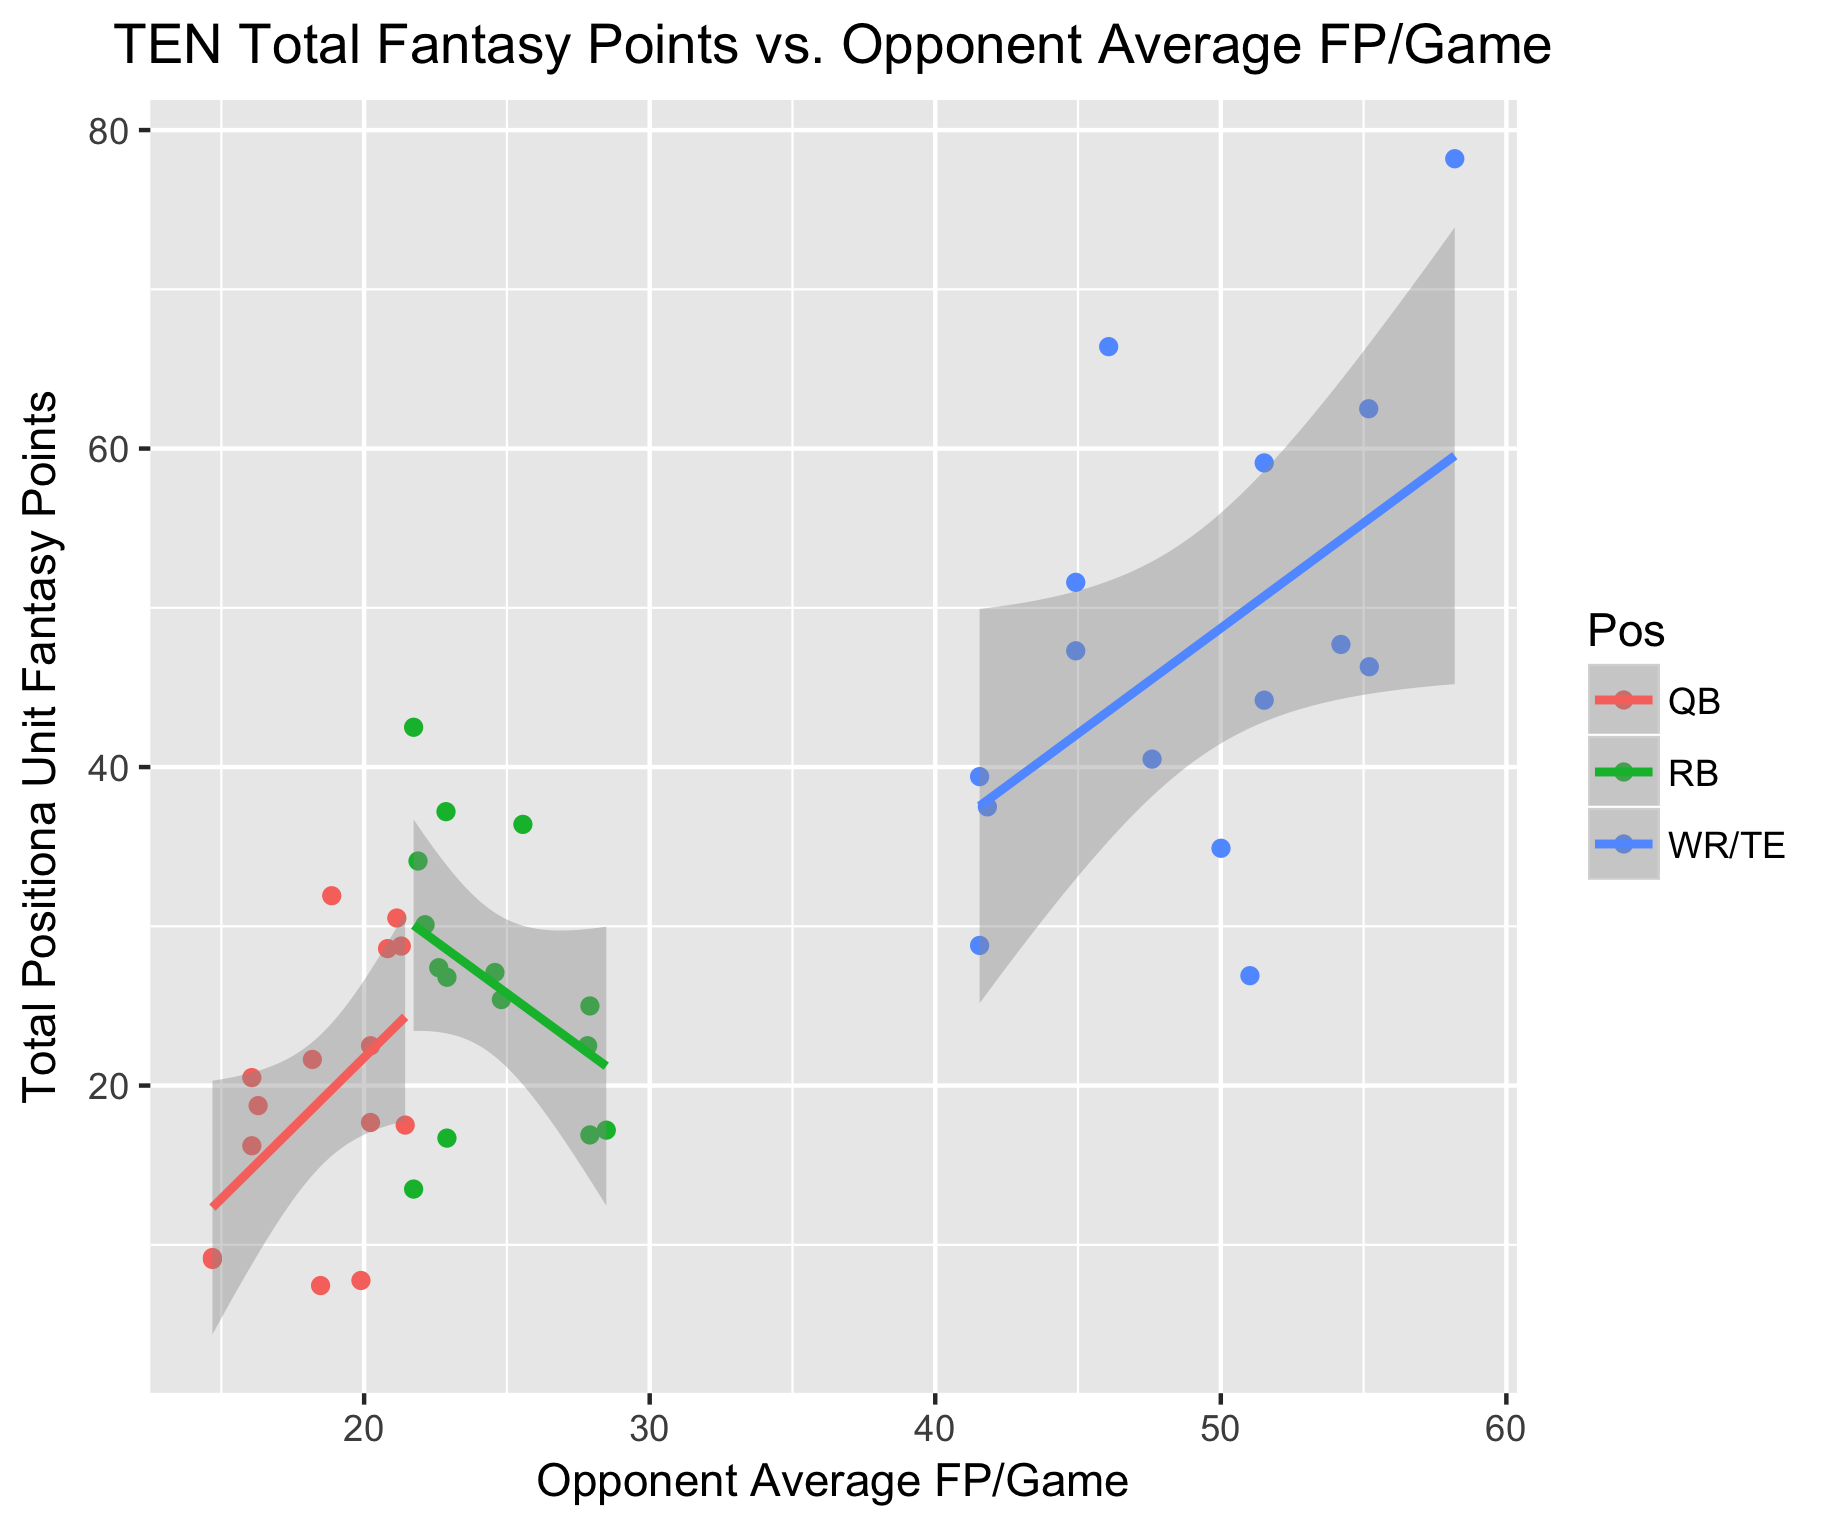 TEN Total Fantasy Points vs. Opponent Average FP/Game
Total Positiona Unit Fantasy Points
80
60
40
20
20
30
40
50
60
Opponent Average FP/Game
Pos
QB
RB
WR/TE